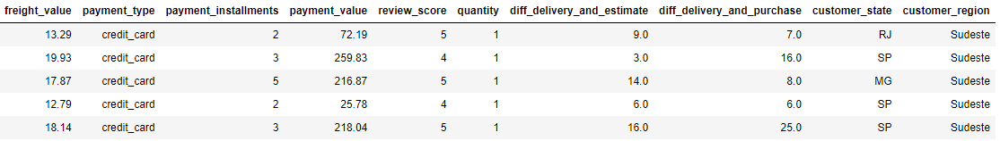 freight_value payment_type payment_installments payment_value review_score quantity diff_delivery_and_estimate diff_delivery_and_purchase customer_state customer_region
13.29 credit_card 2 72.19 5 1 9.0 7.0 RJ Sudeste
19.93 credit_card 3 259.83 4 1 3.0 16.0 SP Sudeste
17.87 credit_card 5 216.87 5 1 14.0 8.0 MG Sudeste
12.79 credit_card 2 25.78 4 1 6.0 6.0 SP Sudeste
18.14 credit_card 3 218.04 5 1 16.0 25.0 SP Sudeste